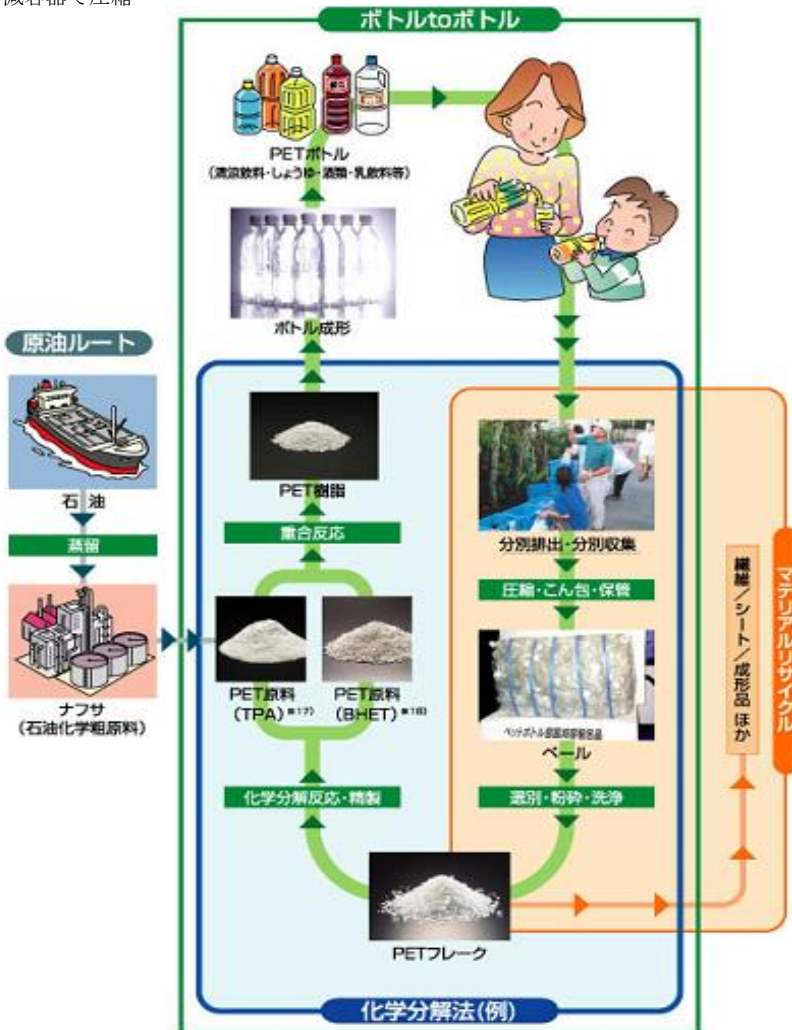 ボトルtoボトル
PETボトル
(清涼飲料・しょうゆ・酒類・乳飲料等)
ボトル成形
原油ルート
石油
蒸留
ナフサ
(石油化学粗原料)
PET樹脂
重合反応
PET原料
(TPA)
PET原料
(BHET)
化学分解反応・精製
分別排出・分別収集
圧縮・こん包・保管
ベール
選別・粉砕・洗浄
PETフレーク
繊維/シート/成形品 ほか
マテリアルリサイクル
化学分解法(例)